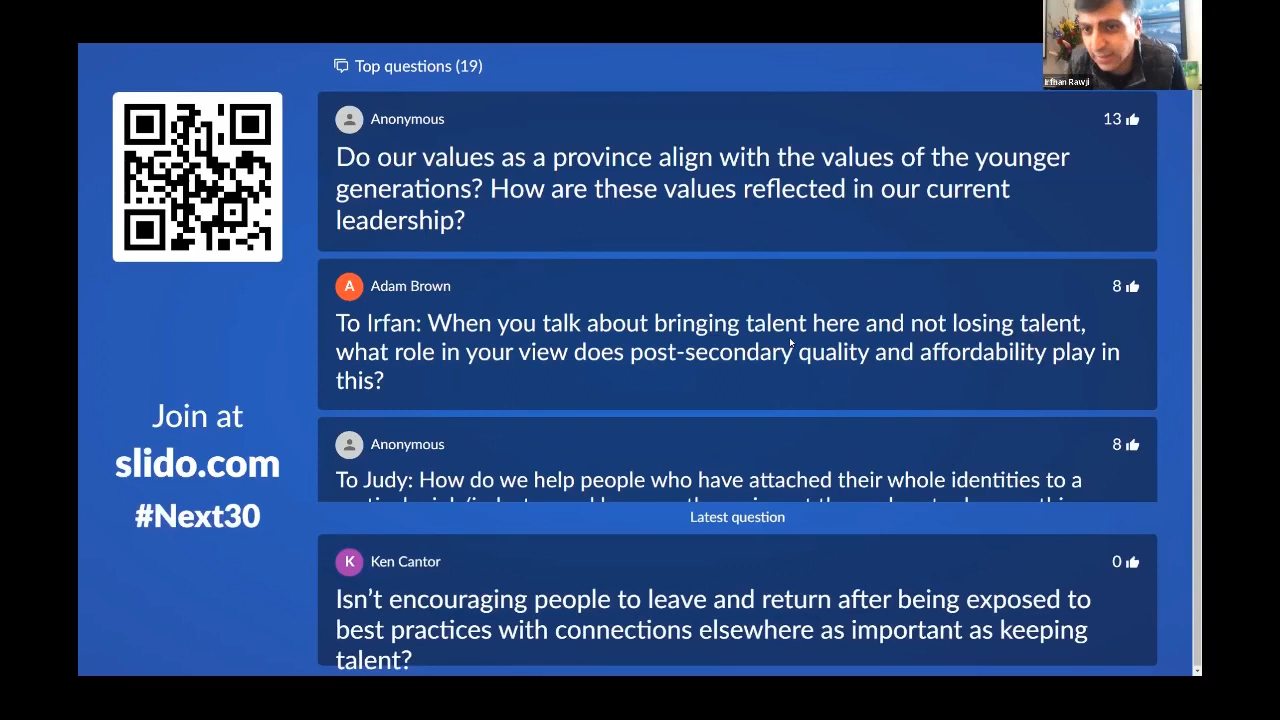 Top questions (19)
Irfhan Rawji
Anonymous
13
Do our values as a province align with the values of the younger
generations? How are these values reflected in our current
leadership?
A
Adam Brown
8
To Irfan: When you talk about bringing talent here and not losing talent,
what role in your view does post-secondary quality and affordability play in
this?
Join at
slido.com
#Next30
Anonymous
8
To Judy: How do we help people who have attached their whole identities to a
Latest question
K
Ken Cantor
0
Isn't encouraging people to leave and return after being exposed to
best practices with connections elsewhere as important as keeping
talent?